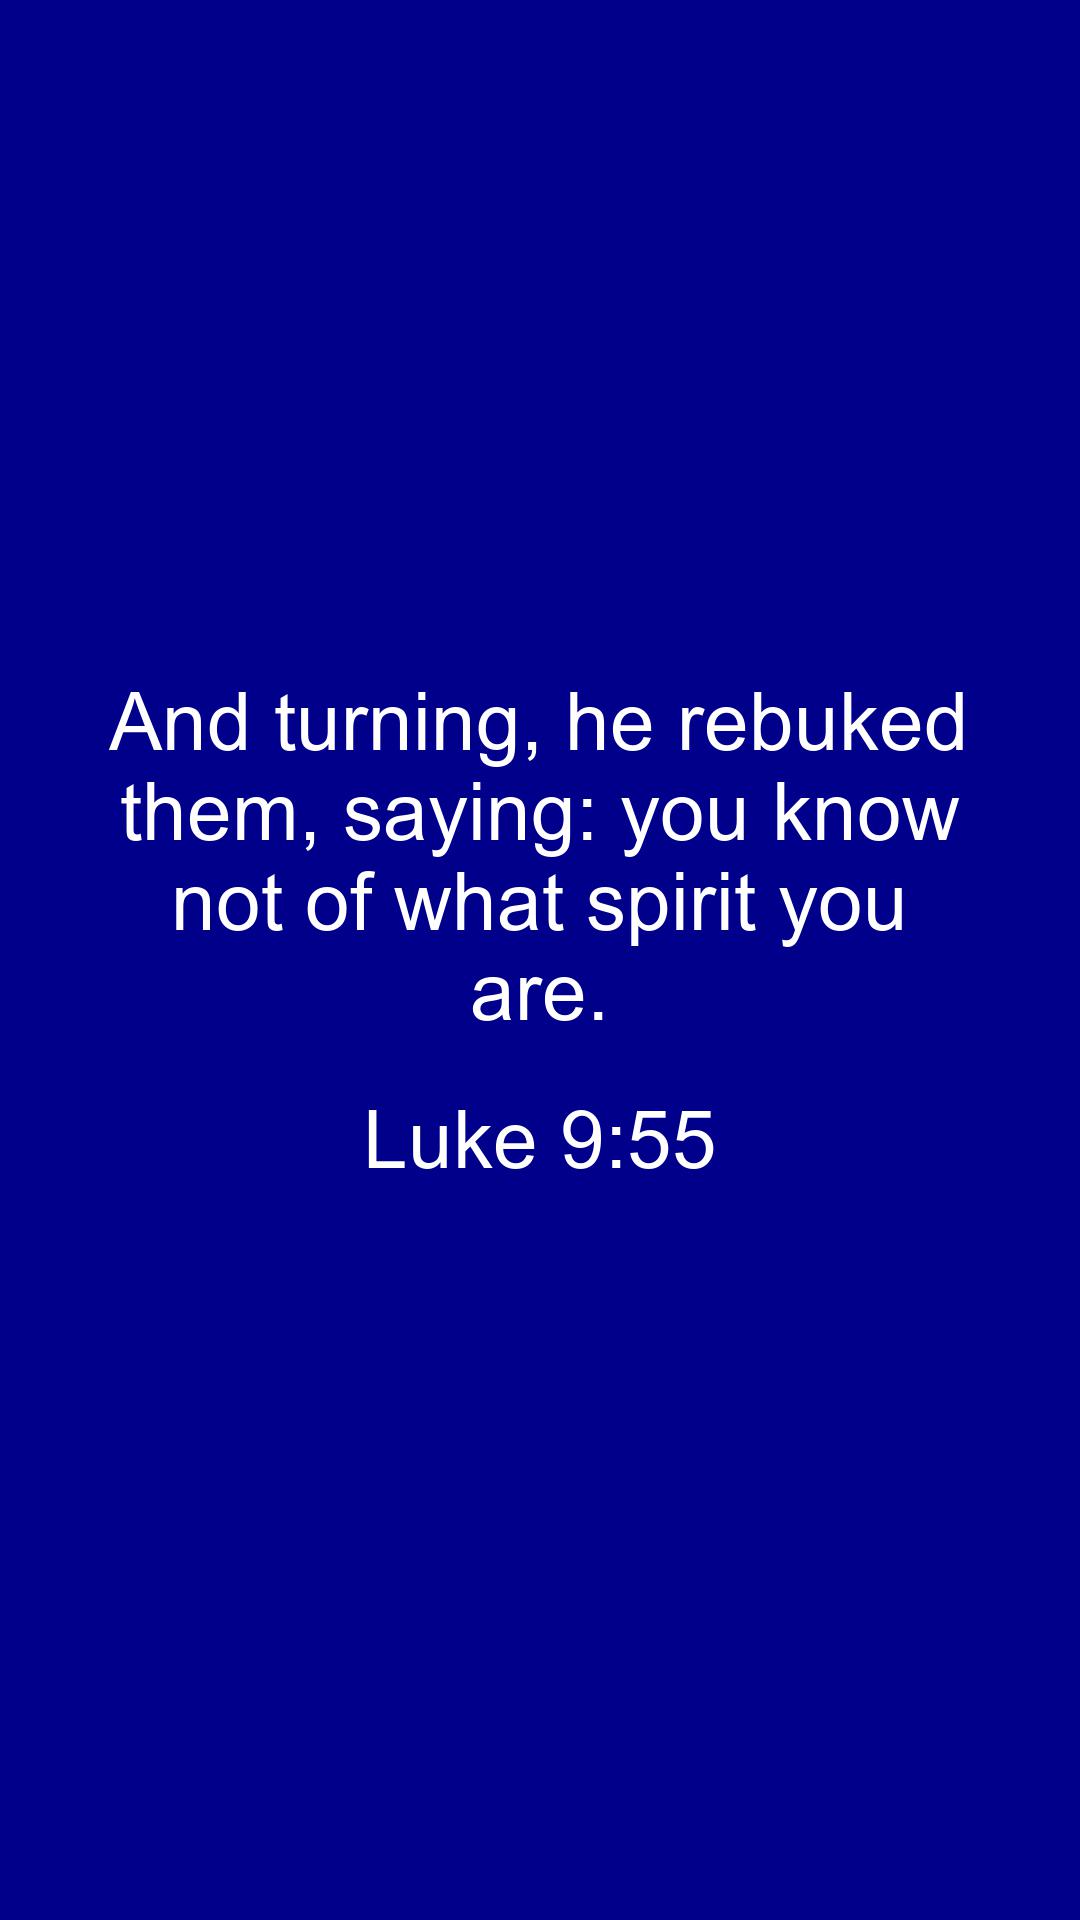 And turning, he rebuked
them, saying: you know
not of what spirit you
are.
Luke 9:55